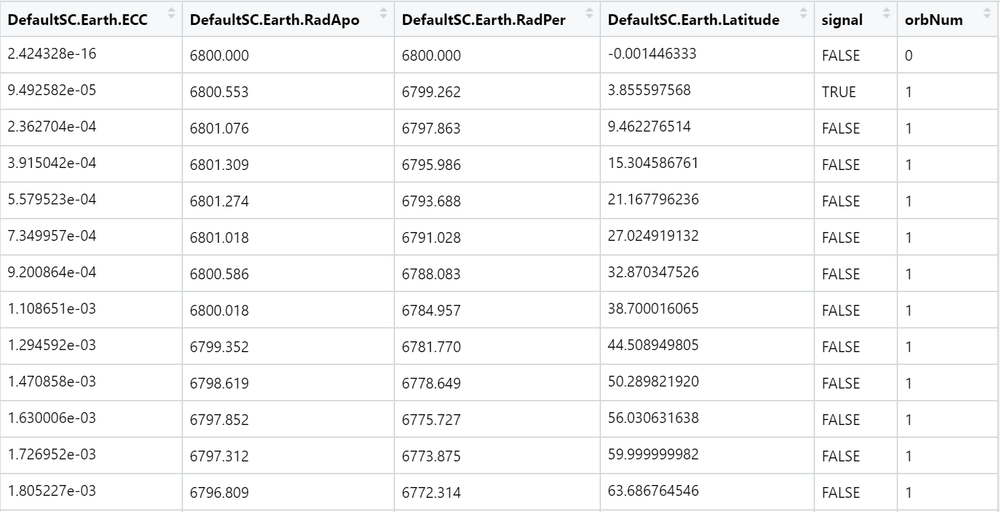 DefaultSC.Earth.ECC DefaultSC.Earth.RadApo DefaultSC.Earth.RadPer DefaultSC.Earth.Latitude signal orbNum
2.424328e-16 6800.000 6800.000 -0.001446333 FALSE 0
9.492582e-05 6800.553 6799.262 3.855597568 TRUE 1
2.362704e-04 6801.076 6797.863 9.462276514 FALSE 1
3.915042e-04 6801.309 6795.986 15.304586761 FALSE 1
5.579523e-04 6801.274 6793.688 21.167796236 FALSE 1
7.349957e-04 6801.018 6791.028 27.024919132 FALSE 1
9.200864e-04 6800.586 6788.083 32.870347526 FALSE 1
1.108651e-03 6800.018 6784.957 38.700016065 FALSE 1
1.294592e-03 6799.352 6781.770 44.508949805 FALSE 1
1.470858e-03 6798.619 6778.649 50.289821920 FALSE 1
1.630006e-03 6797.852 6775.727 56.030631638 FALSE 1
1.726952e-03 6797.312 6773.875 59.999999982 FALSE 1
1.805227e-03 6796.809 6772.314 63.686764546 FALSE 1